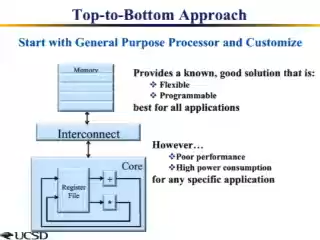 Top-to-Bottom Approach
Start with General Purpose Processor and Customize
Memory
Provides a known, good solution that is:
Flexible
Programmable
best for all applications
Interconnect
However…
Poor performance
High power consumption
for any specific application
Core
Register
File
+
*
UCSD